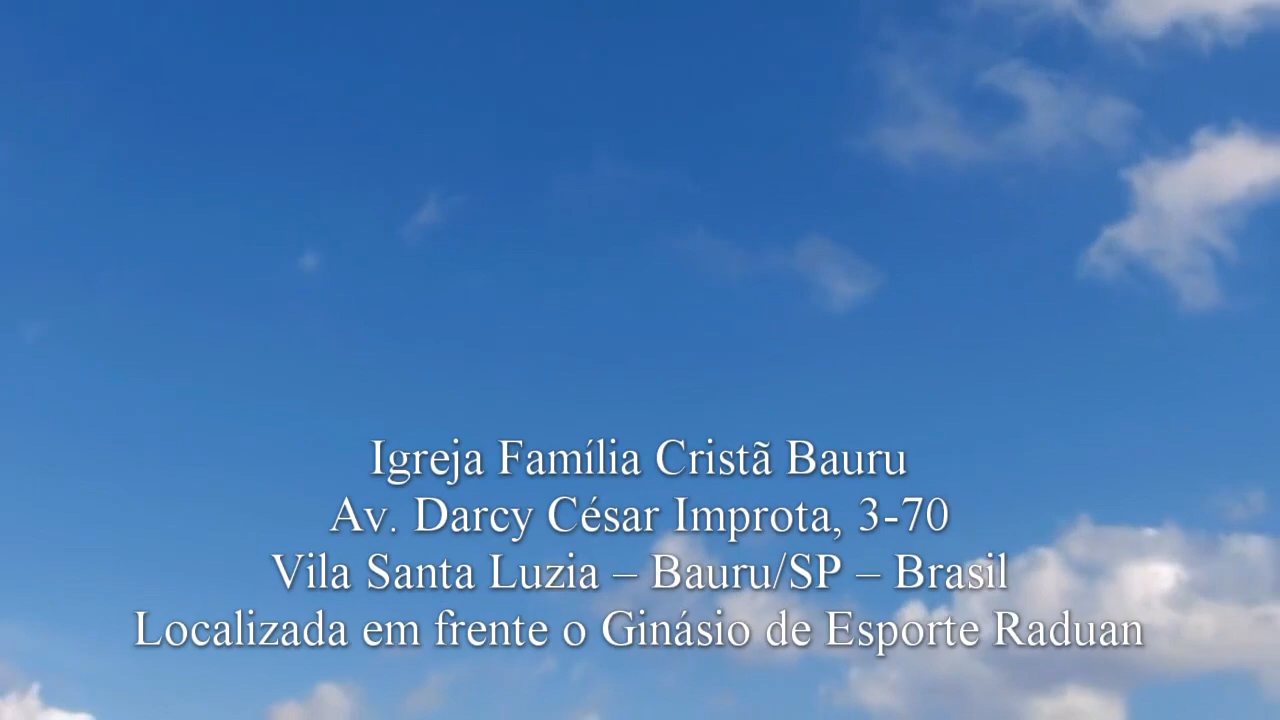 Igreja Família Cristã Bauru
Av. Darcy César Improta, 3-70
Vila Santa Luzia – Bauru/SP – Brasil
Localizada em frente o Ginásio de Esporte Raduan